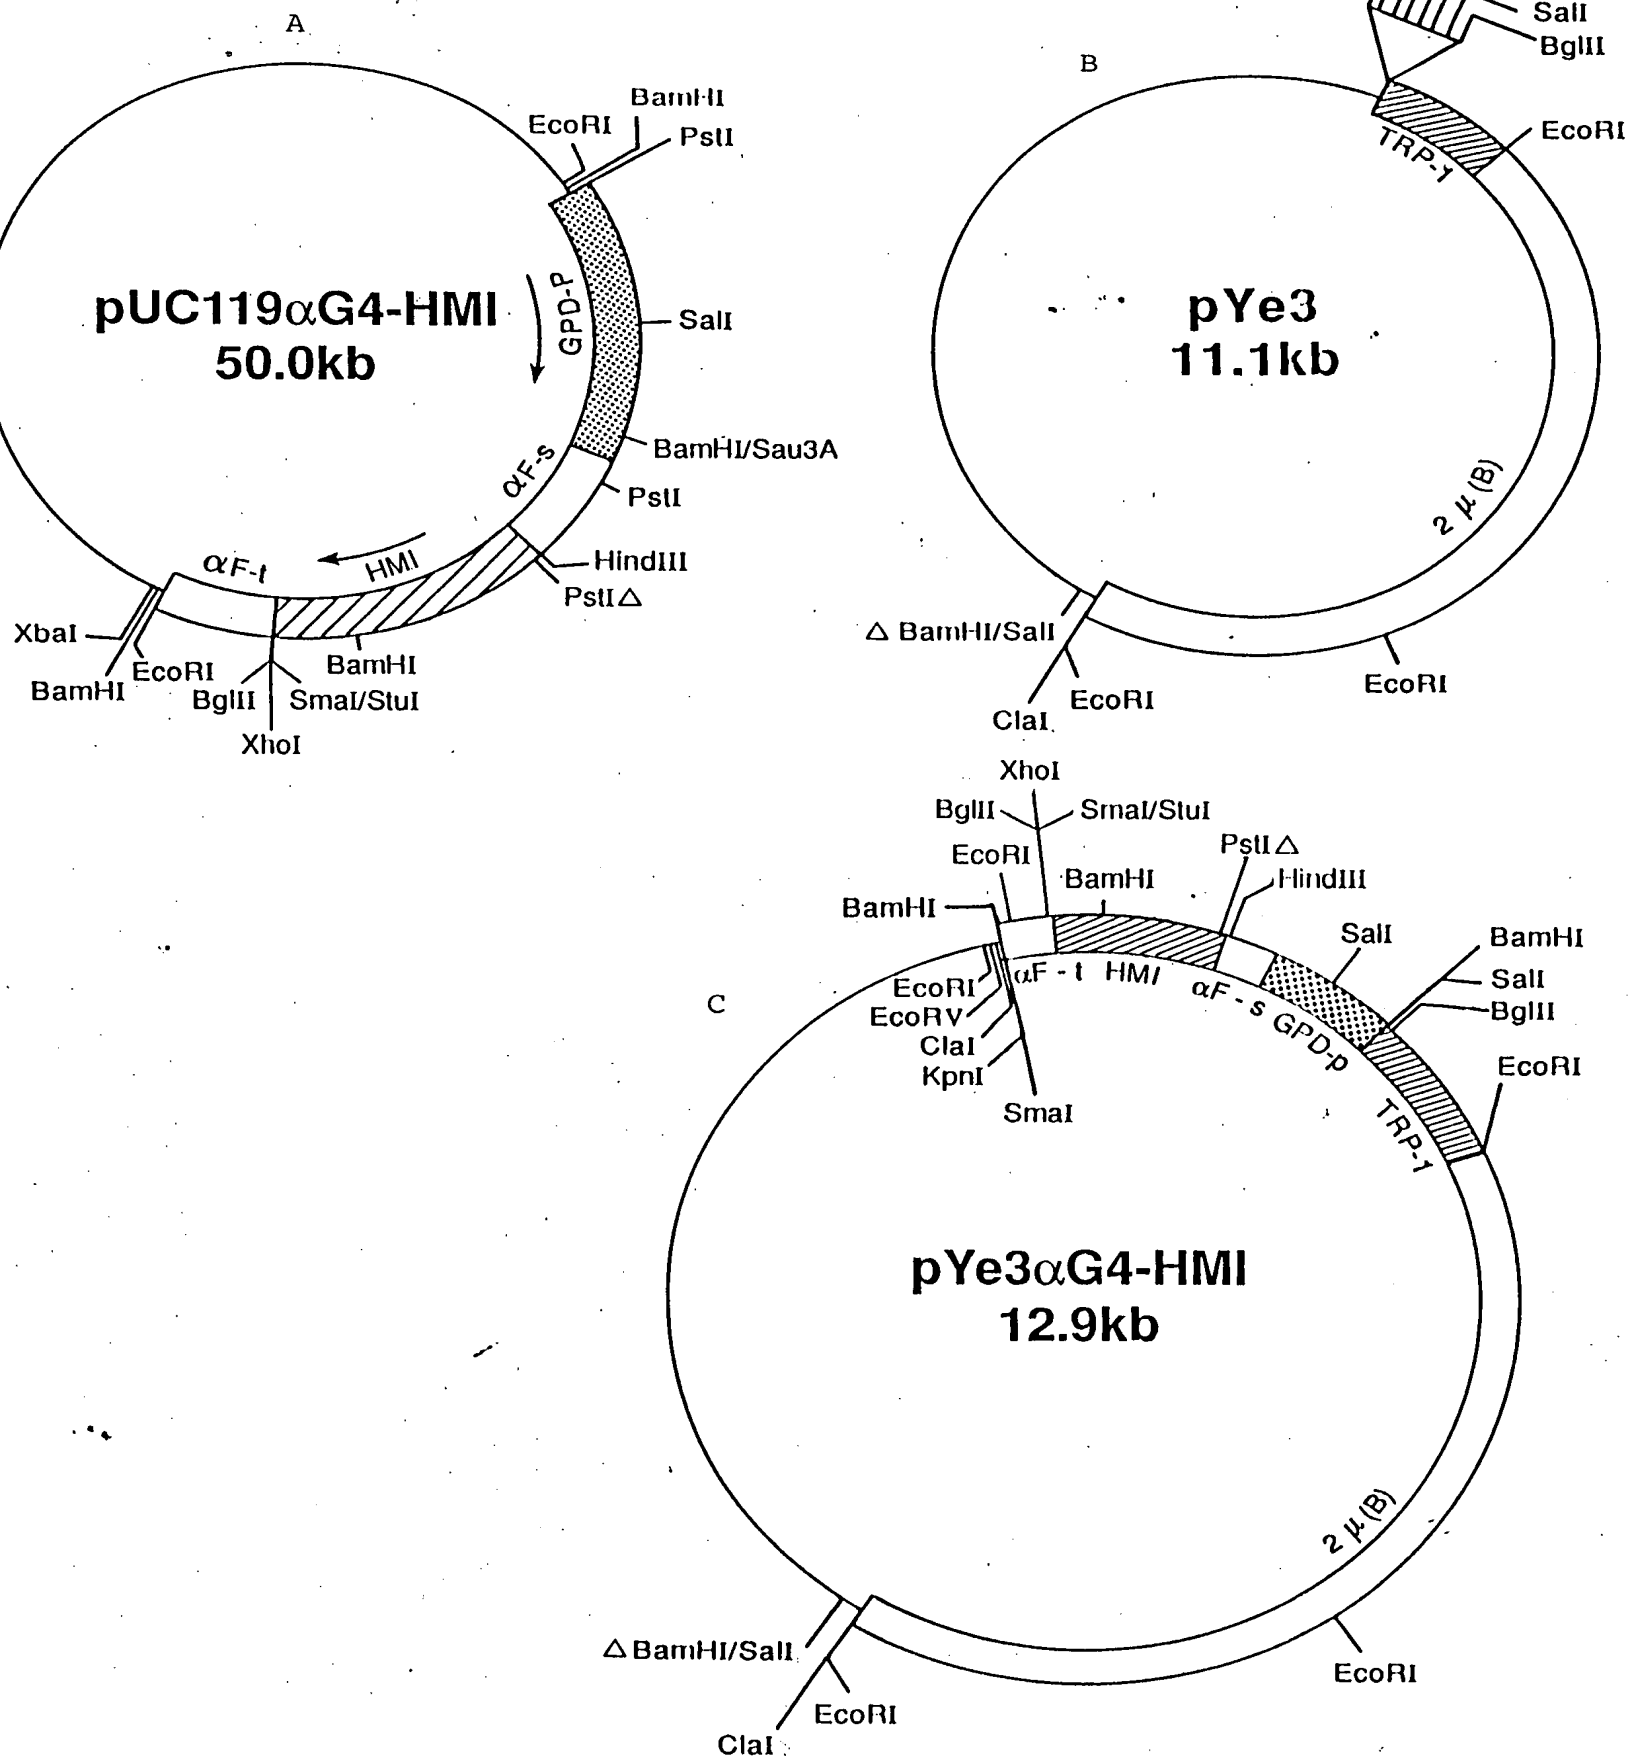 A
BamHI
EcoRI
PstI
GPD-P
pUC119αG4-HMI
50.0kb
SalI
BamHI/Sau3A
αF-s
PstI
HindIII
PstI△
HMI
αF-t
XbaI
BamHI
EcoRI
BglII
BamHI
SmaI/StuI
XhoI
B
SalI
BglII
EcoRI
TRP-1
pYe3
11.1kb
2 μ (B)
△ BamHI/SalI
EcoRI
EcoRI
ClaI
C
XhoI
BglII
SmaI/StuI
EcoRI
PstI△
BamHI
HindIII
BamHI
SalI
BamHI
SalI
BglII
αF - t
HMI
αF - s
GPD-p
EcoRI
EcoRV
ClaI
KpnI
SmaI
EcoRI
TRP-1
pYe3αG4-HMI
12.9kb
2 μ (B)
△ BamHI/SalI
EcoRI
EcoRI
ClaI